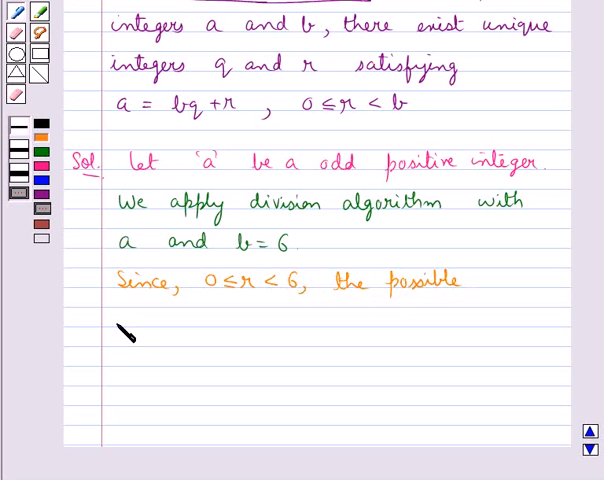 integers a and b, there exist unique
integers q and r satisfying
a = bq + r , 0 ≤ r < b
Sol. Let 'a' be a odd positive integer.
We apply division algorithm with
a and b = 6.
Since, 0 ≤ r < 6, the possible